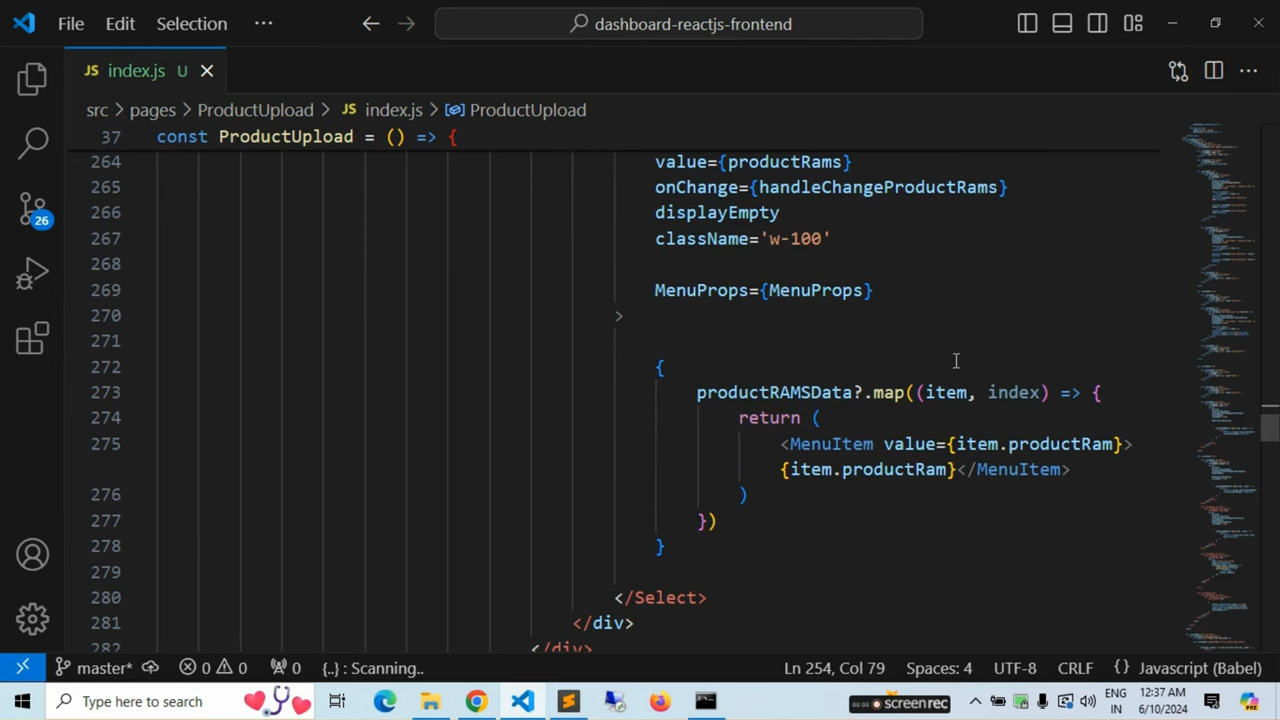 File Edit Selection ··· dashboard-reactjs-frontend
JS index.js U
src > pages > ProductUpload > JS index.js > ProductUpload
37 const ProductUpload = () => {
264 value={productRams}
265 onChange={handleChangeProductRams}
266 displayEmpty
267 className='w-100'
268
269 MenuProps={MenuProps}
270 >
271
272 {
273 productRAMSData?.map((item, index) => {
274 return (
275 <MenuItem value={item.productRam}>
{item.productRam}</MenuItem>
276 )
277 })
278 }
279
280 </Select>
281 </div>
282 </div>
26
master* 0 0 0 {..} : Scanning.. Ln 254, Col 79 Spaces: 4 UTF-8 CRLF {} Javascript (Babel)
Type here to search
screenrec
ENG
IN
12:37 AM
6/10/2024